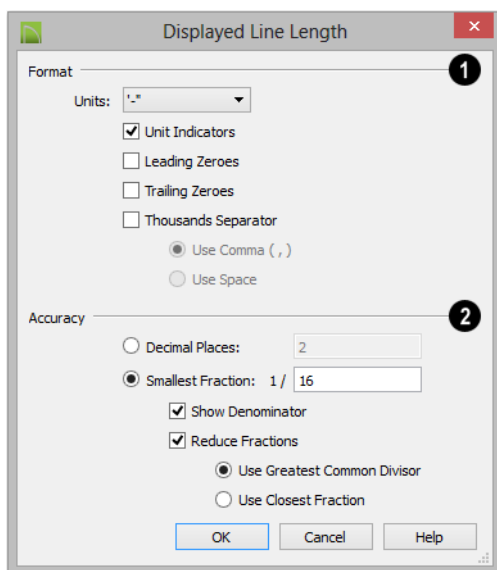 Displayed Line Length
Format 1
Units: '-"
Unit Indicators
Leading Zeroes
Trailing Zeroes
Thousands Separator
Use Comma ( , )
Use Space
Accuracy 2
Decimal Places: 2
Smallest Fraction: 1 / 16
Show Denominator
Reduce Fractions
Use Greatest Common Divisor
Use Closest Fraction
OK Cancel Help